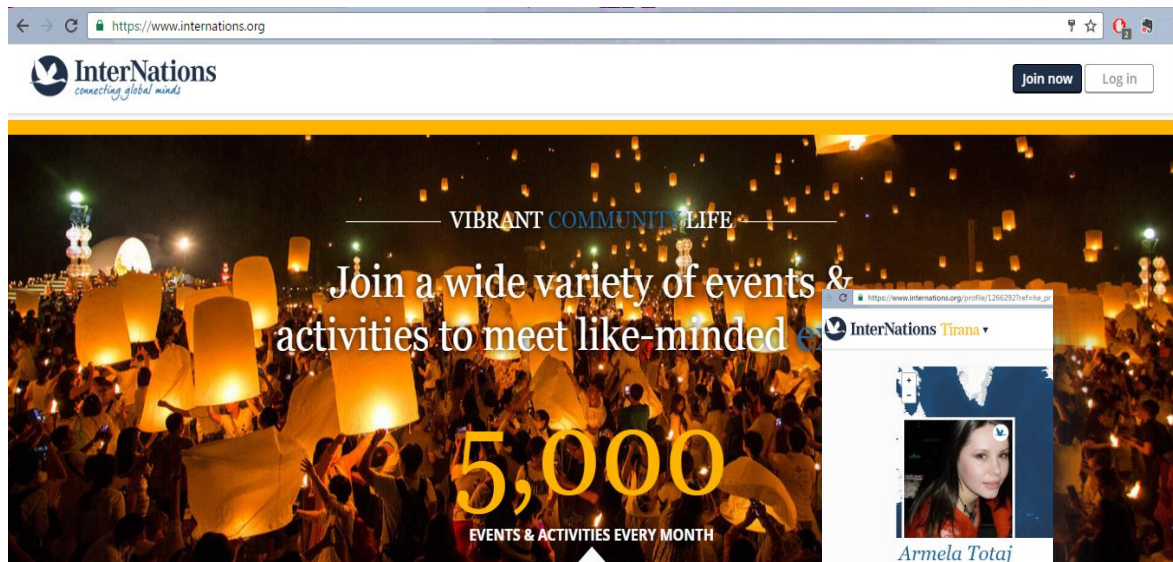 https://www.internations.org
2
InterNations
connecting global minds
Join now
Log in
VIBRANT COMMUNITY LIFE
Join a wide variety of events &
activities to meet like-minded
5,000
EVENTS & ACTIVITIES EVERY MONTH
https://www.internations.org/profile/1266292?ref=he_pr
InterNations Tirana
+
-
Armela Totaj